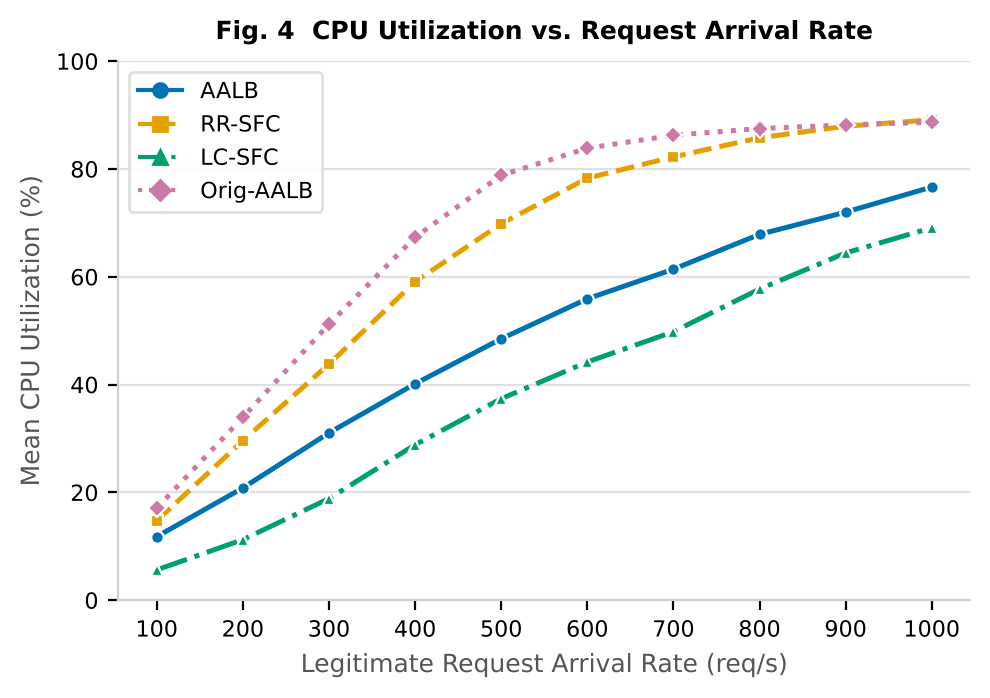 Fig. 4  CPU Utilization vs. Request Arrival Rate
Mean CPU Utilization (%)
100
80
60
40
20
0
AALB
RR-SFC
LC-SFC
Orig-AALB
100 200 300 400 500 600 700 800 900 1000
Legitimate Request Arrival Rate (req/s)